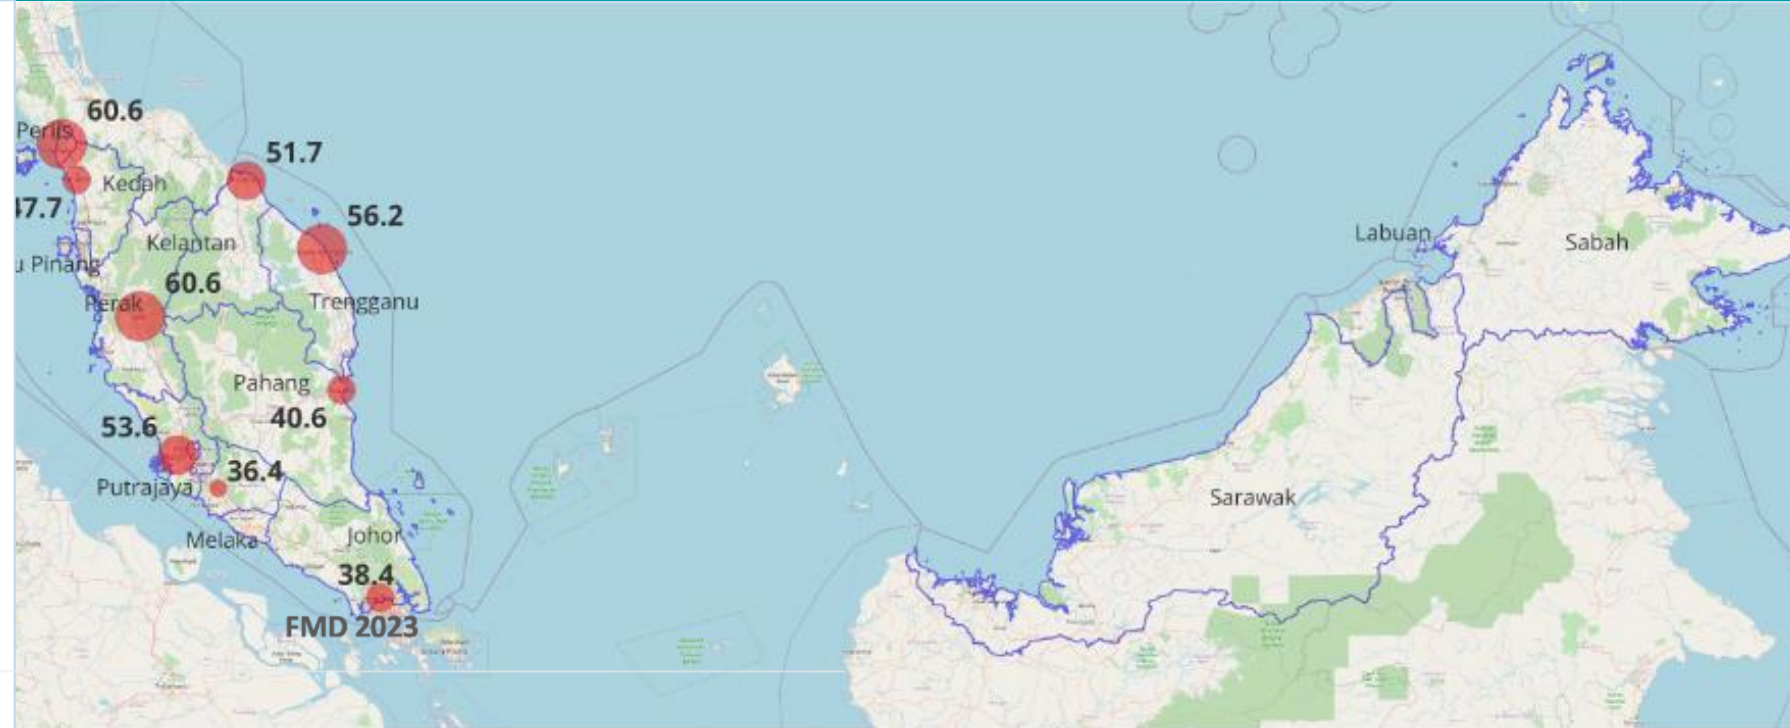 60.6
Perlis
51.7
Kedah
47.7
56.2
Kelantan
Labuan
Sabah
u Pinang
60.6
Perak
Trengganu
Pahang
40.6
53.6
36.4
Putrajaya
Sarawak
Melaka
Johor
38.4
FMD 2023